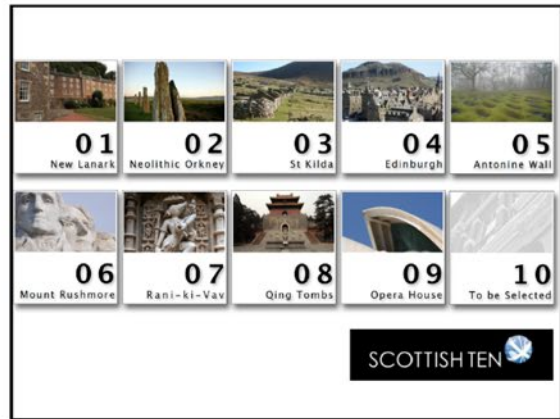 01
New Lanark
02
Neolithic Orkney
03
St Kilda
04
Edinburgh
05
Antonine Wall
06
Mount Rushmore
07
Rani-ki-Vav
08
Qing Tombs
09
Opera House
10
To be Selected
SCOTTISH TEN